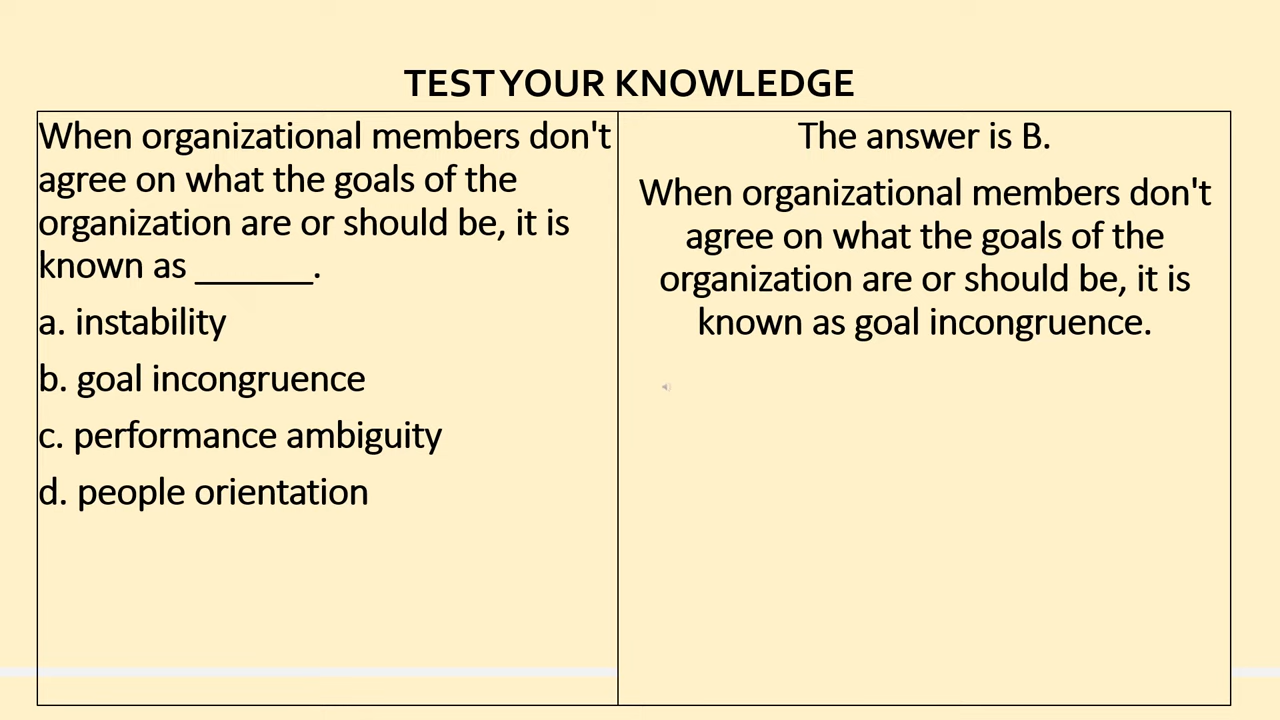 TEST YOUR KNOWLEDGE
When organizational members don't
agree on what the goals of the
organization are or should be, it is
known as ______.
a. instability
b. goal incongruence
c. performance ambiguity
d. people orientation
The answer is B.
When organizational members don't
agree on what the goals of the
organization are or should be, it is
known as goal incongruence.